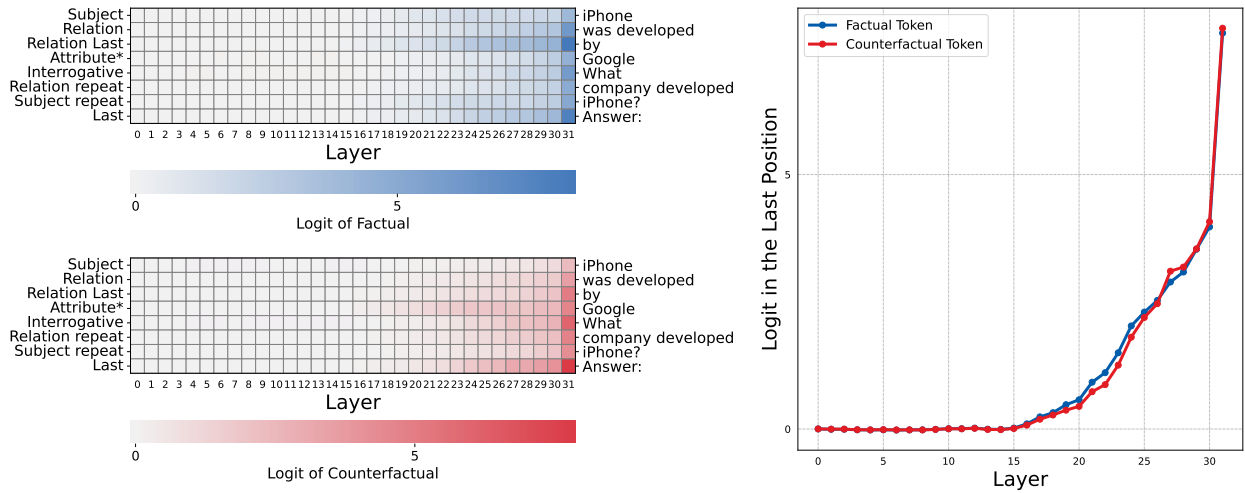 Subject iPhone
Relation was developed
Relation Last by
Attribute* Google
Interrogative What
Relation repeat company developed
Subject repeat iPhone?
Last Answer:
0 1 2 3 4 5 6 7 8 9 10 11 12 13 14 15 16 17 18 19 20 21 22 23 24 25 26 27 28 29 30 31
Layer
0 5
Logit of Factual
Subject iPhone
Relation was developed
Relation Last by
Attribute* Google
Interrogative What
Relation repeat company developed
Subject repeat iPhone?
Last Answer:
0 1 2 3 4 5 6 7 8 9 10 11 12 13 14 15 16 17 18 19 20 21 22 23 24 25 26 27 28 29 30 31
Layer
0 5
Logit of Counterfactual
Factual Token
Counterfactual Token
Logit in the Last Position
5
0
0 5 10 15 20 25 30
Layer